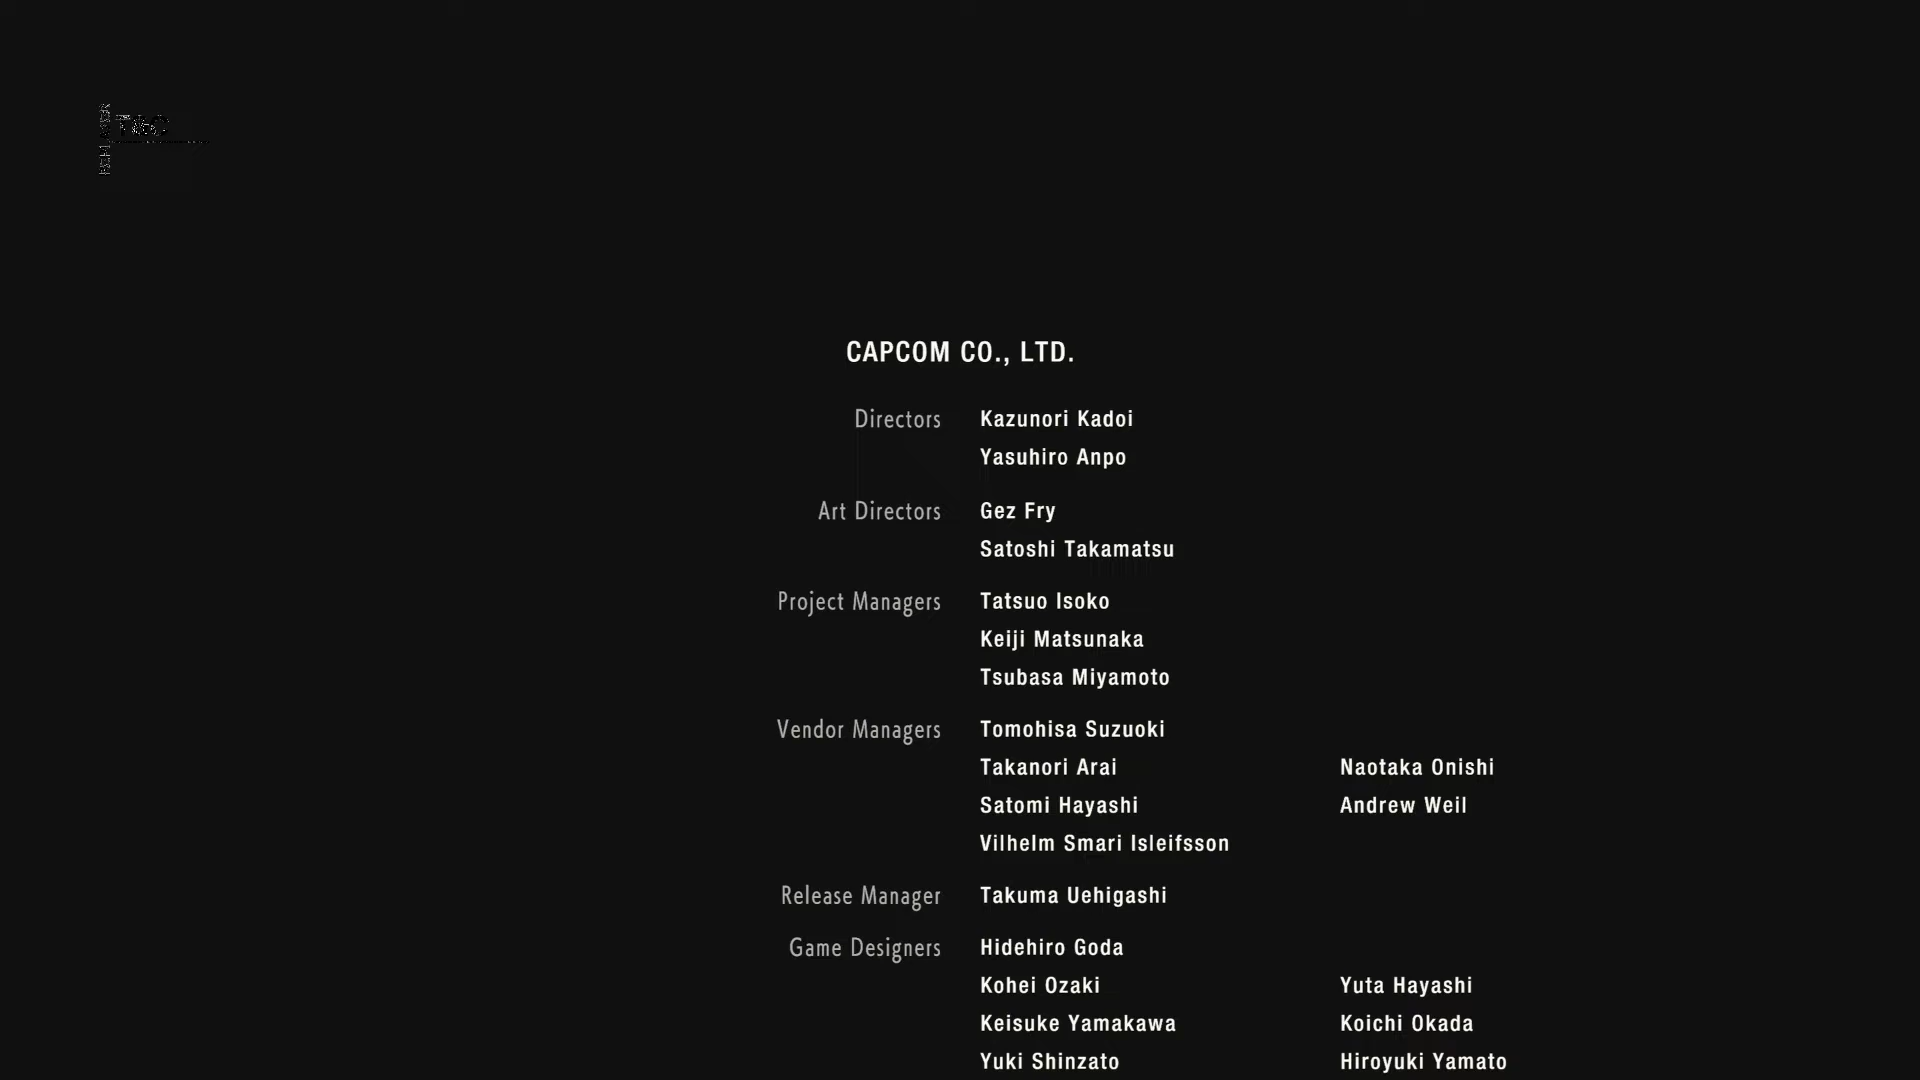 CAPCOM CO., LTD.
Directors Kazunori Kadoi
Yasuhiro Anpo
Art Directors Gez Fry
Satoshi Takamatsu
Project Managers Tatsuo Isoko
Keiji Matsunaka
Tsubasa Miyamoto
Vendor Managers Tomohisa Suzuoki
Takanori Arai Naotaka Onishi
Satomi Hayashi Andrew Weil
Vilhelm Smari Isleifsson
Release Manager Takuma Uehigashi
Game Designers Hidehiro Goda
Kohei Ozaki Yuta Hayashi
Keisuke Yamakawa Koichi Okada
Yuki Shinzato Hiroyuki Yamato